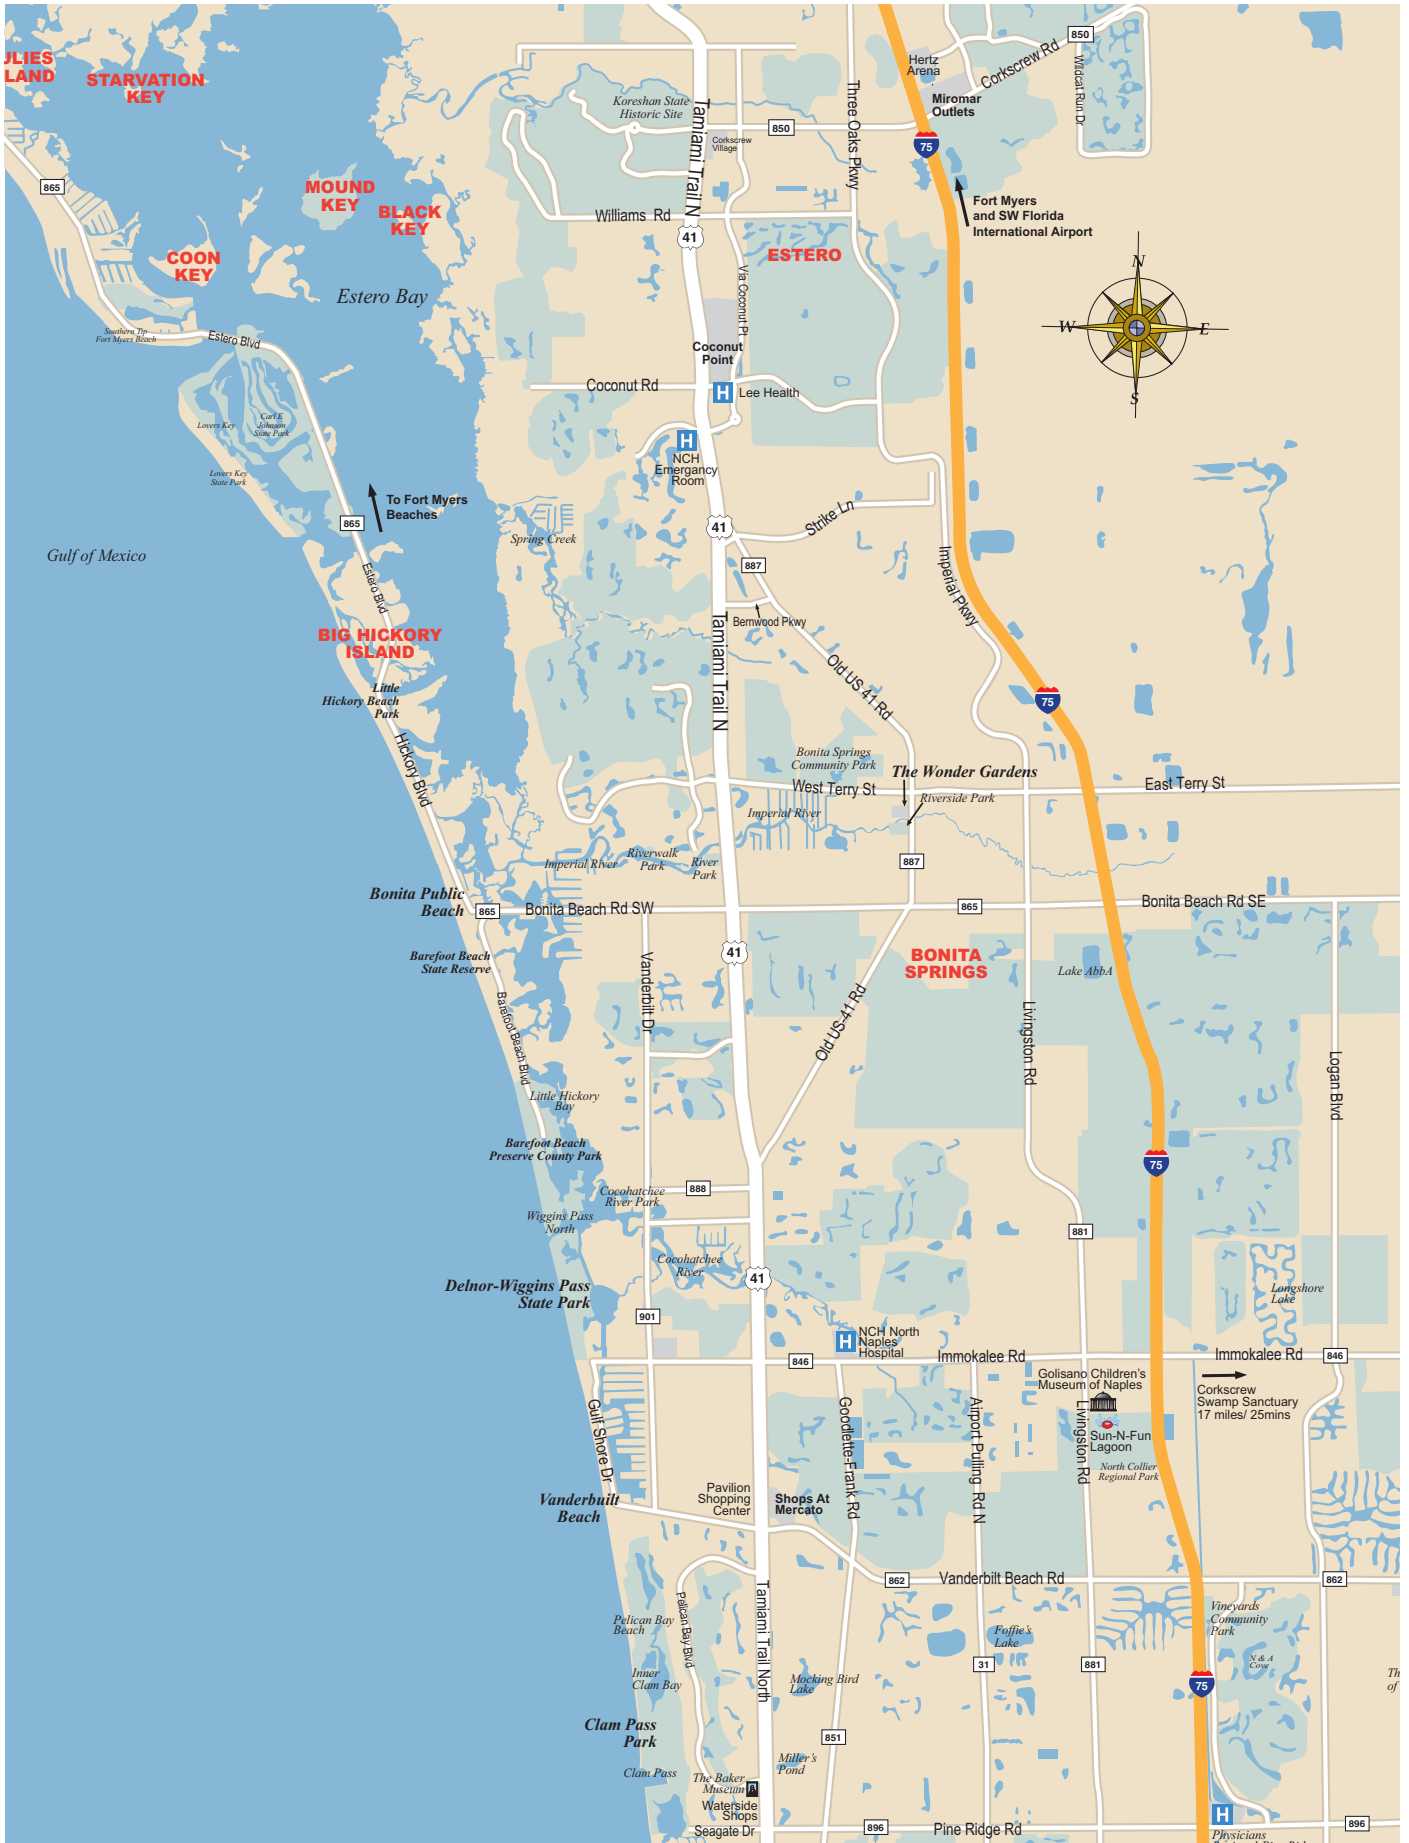 JLIES
LAND
STARVATION
KEY
Koreshan State
Historic Site
Hertz
Arena
Corkscrew Rd
850
Wildcat Run Dr
Miromar
Outlets
850
Tamiami Trail N
Three Oaks Pkwy
Corkscrew
Village
75
865
MOUND
KEY
BLACK
KEY
Williams Rd
Fort Myers
and SW Florida
International Airport
41
ESTERO
COON
KEY
Estero Bay
Via Coconut Pt
N
W
E
S
Southern Tip
Fort Myers Beach
Estero Blvd
Coconut
Point
Coconut Rd
H
Lee Health
Lovers Key
Carl E
Johnson
State Park
H
NCH
Emergancy
Room
Lovers Key
State Park
To Fort Myers
Beaches
865
41
Strike Ln
Spring Creek
Gulf of Mexico
887
Imperial Pkwy
Estero Blvd
Bernwood Pkwy
BIG HICKORY
ISLAND
Tamiami Trail N
Old US 41 Rd
Little
Hickory Beach
Park
75
Hickory Blvd
Bonita Springs
Community Park
The Wonder Gardens
West Terry St
East Terry St
Riverside Park
Imperial River
Imperial River
Riverwalk
Park
River
Park
887
Bonita Public
Beach
865
Bonita Beach Rd SW
865
Bonita Beach Rd SE
41
BONITA
SPRINGS
Barefoot Beach
State Reserve
Vanderbilt Dr
Lake AbbA
Barefoot Beach Blvd
Old US-41 Rd
Livingston Rd
Logan Blvd
Little Hickory
Bay
Barefoot Beach
Preserve County Park
75
Cocohatchee
River Park
888
Wiggins Pass
North
881
Cocohatchee
River
41
Delnor-Wiggins Pass
State Park
Longshore
Lake
901
H
NCH North
Naples
Hospital
846
Immokalee Rd
Immokalee Rd
846
Golisano Children's
Museum of Naples
Corkscrew
Swamp Sanctuary
17 miles/ 25mins
Gulf Shore Dr
Goodlette-Frank Rd
Airport Pulling Rd N
Livingston Rd
Sun-N-Fun
Lagoon
North Collier
Regional Park
Vanderbuilt
Beach
Pavilion
Shopping
Center
Shops At
Mercato
862
Vanderbilt Beach Rd
862
Pelican Bay Blvd
Tamiami Trail North
Pelican Bay
Beach
Foffie's
Lake
Vineyards
Community
Park
Inner
Clam Bay
Mocking Bird
Lake
31
881
N & A
Cove
75
Th
of
Clam Pass
Park
851
Clam Pass
The Baker
Museum
Miller's
Pond
Waterside
Shops
Seagate Dr
896
Pine Ridge Rd
H
Physicians
896